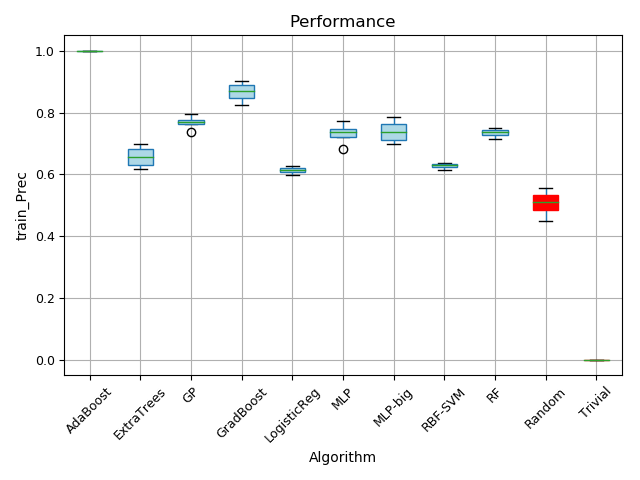 Performance
train_Prec
1.0
0.8
0.6
0.4
0.2
0.0
AdaBoost
ExtraTrees
GP
GradBoost
LogisticReg
MLP
MLP-big
RBF-SVM
RF
Random
Trivial
Algorithm